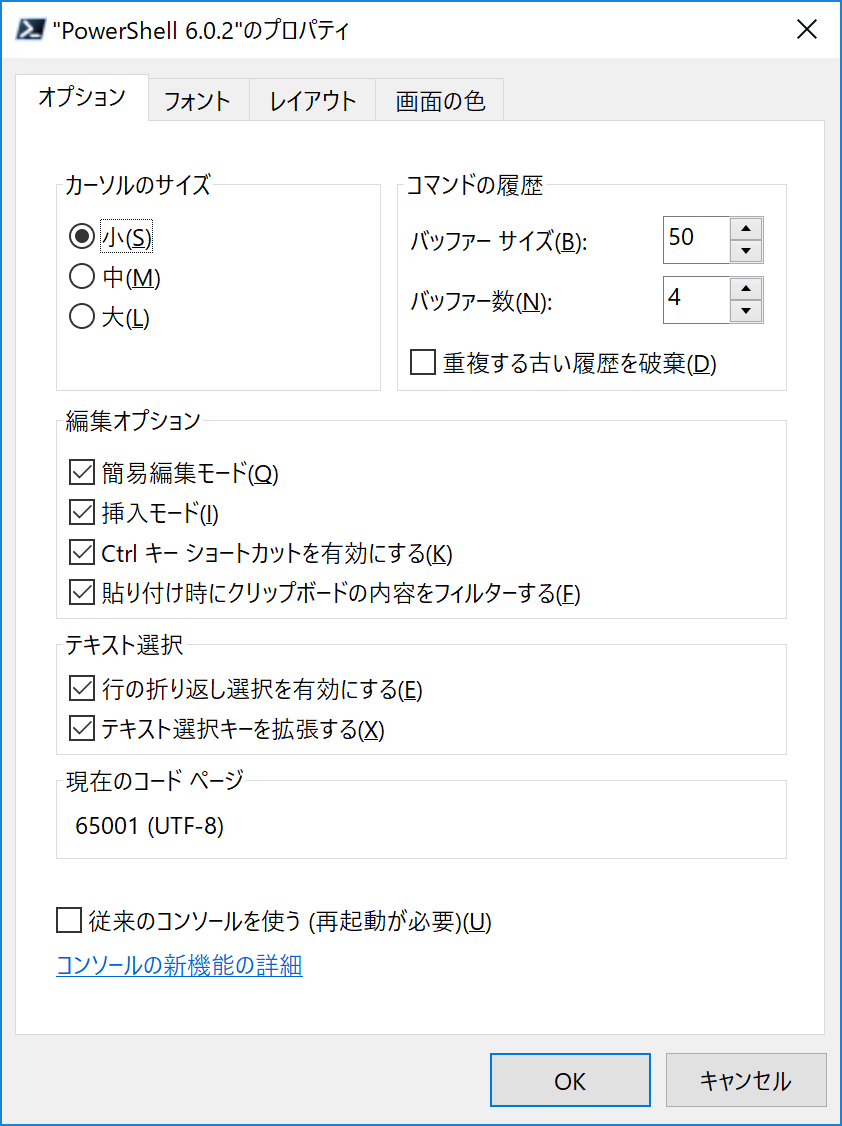 "PowerShell 6.0.2"のプロパティ
オプション
フォント
レイアウト
画面の色
カーソルのサイズ
小(S)
中(M)
大(L)
コマンドの履歴
バッファー サイズ(B):
50
バッファー数(N):
4
重複する古い履歴を破棄(D)
編集オプション
簡易編集モード(Q)
挿入モード(I)
Ctrl キー ショートカットを有効にする(K)
貼り付け時にクリップボードの内容をフィルターする(F)
テキスト選択
行の折り返し選択を有効にする(E)
テキスト選択キーを拡張する(X)
現在のコード ページ
65001 (UTF-8)
従来のコンソールを使う (再起動が必要)(U)
コンソールの新機能の詳細
OK
キャンセル